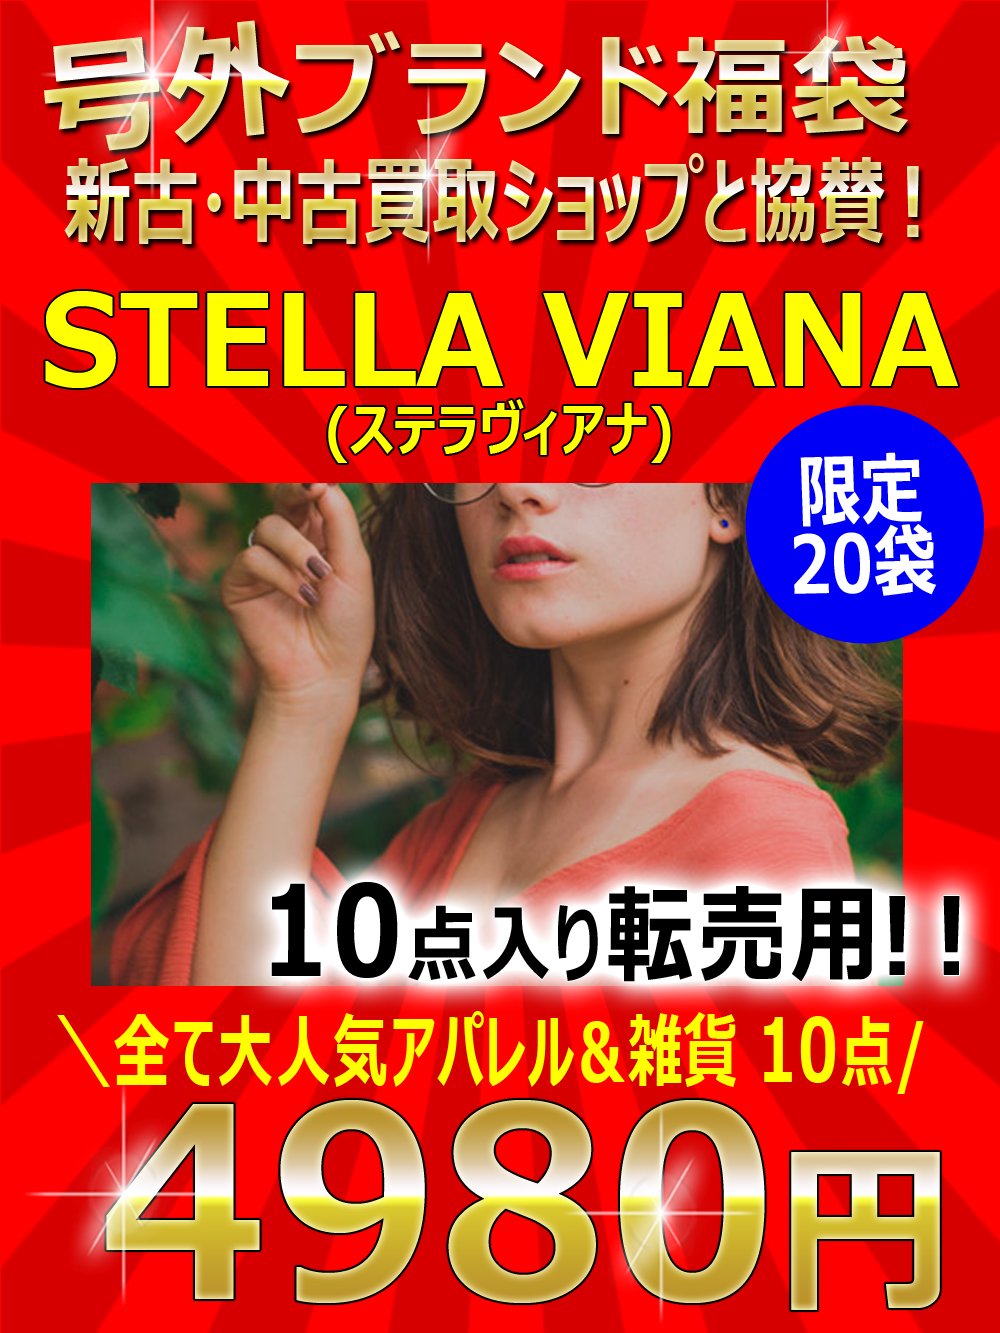 号外ブランド福袋
新古・中古買取ショップと協賛！
STELLA VIANA
(ステラヴィアナ)
限定
20袋
10点入り転売用！！
\全て大人気アパレル&雑貨 10点/
4980円